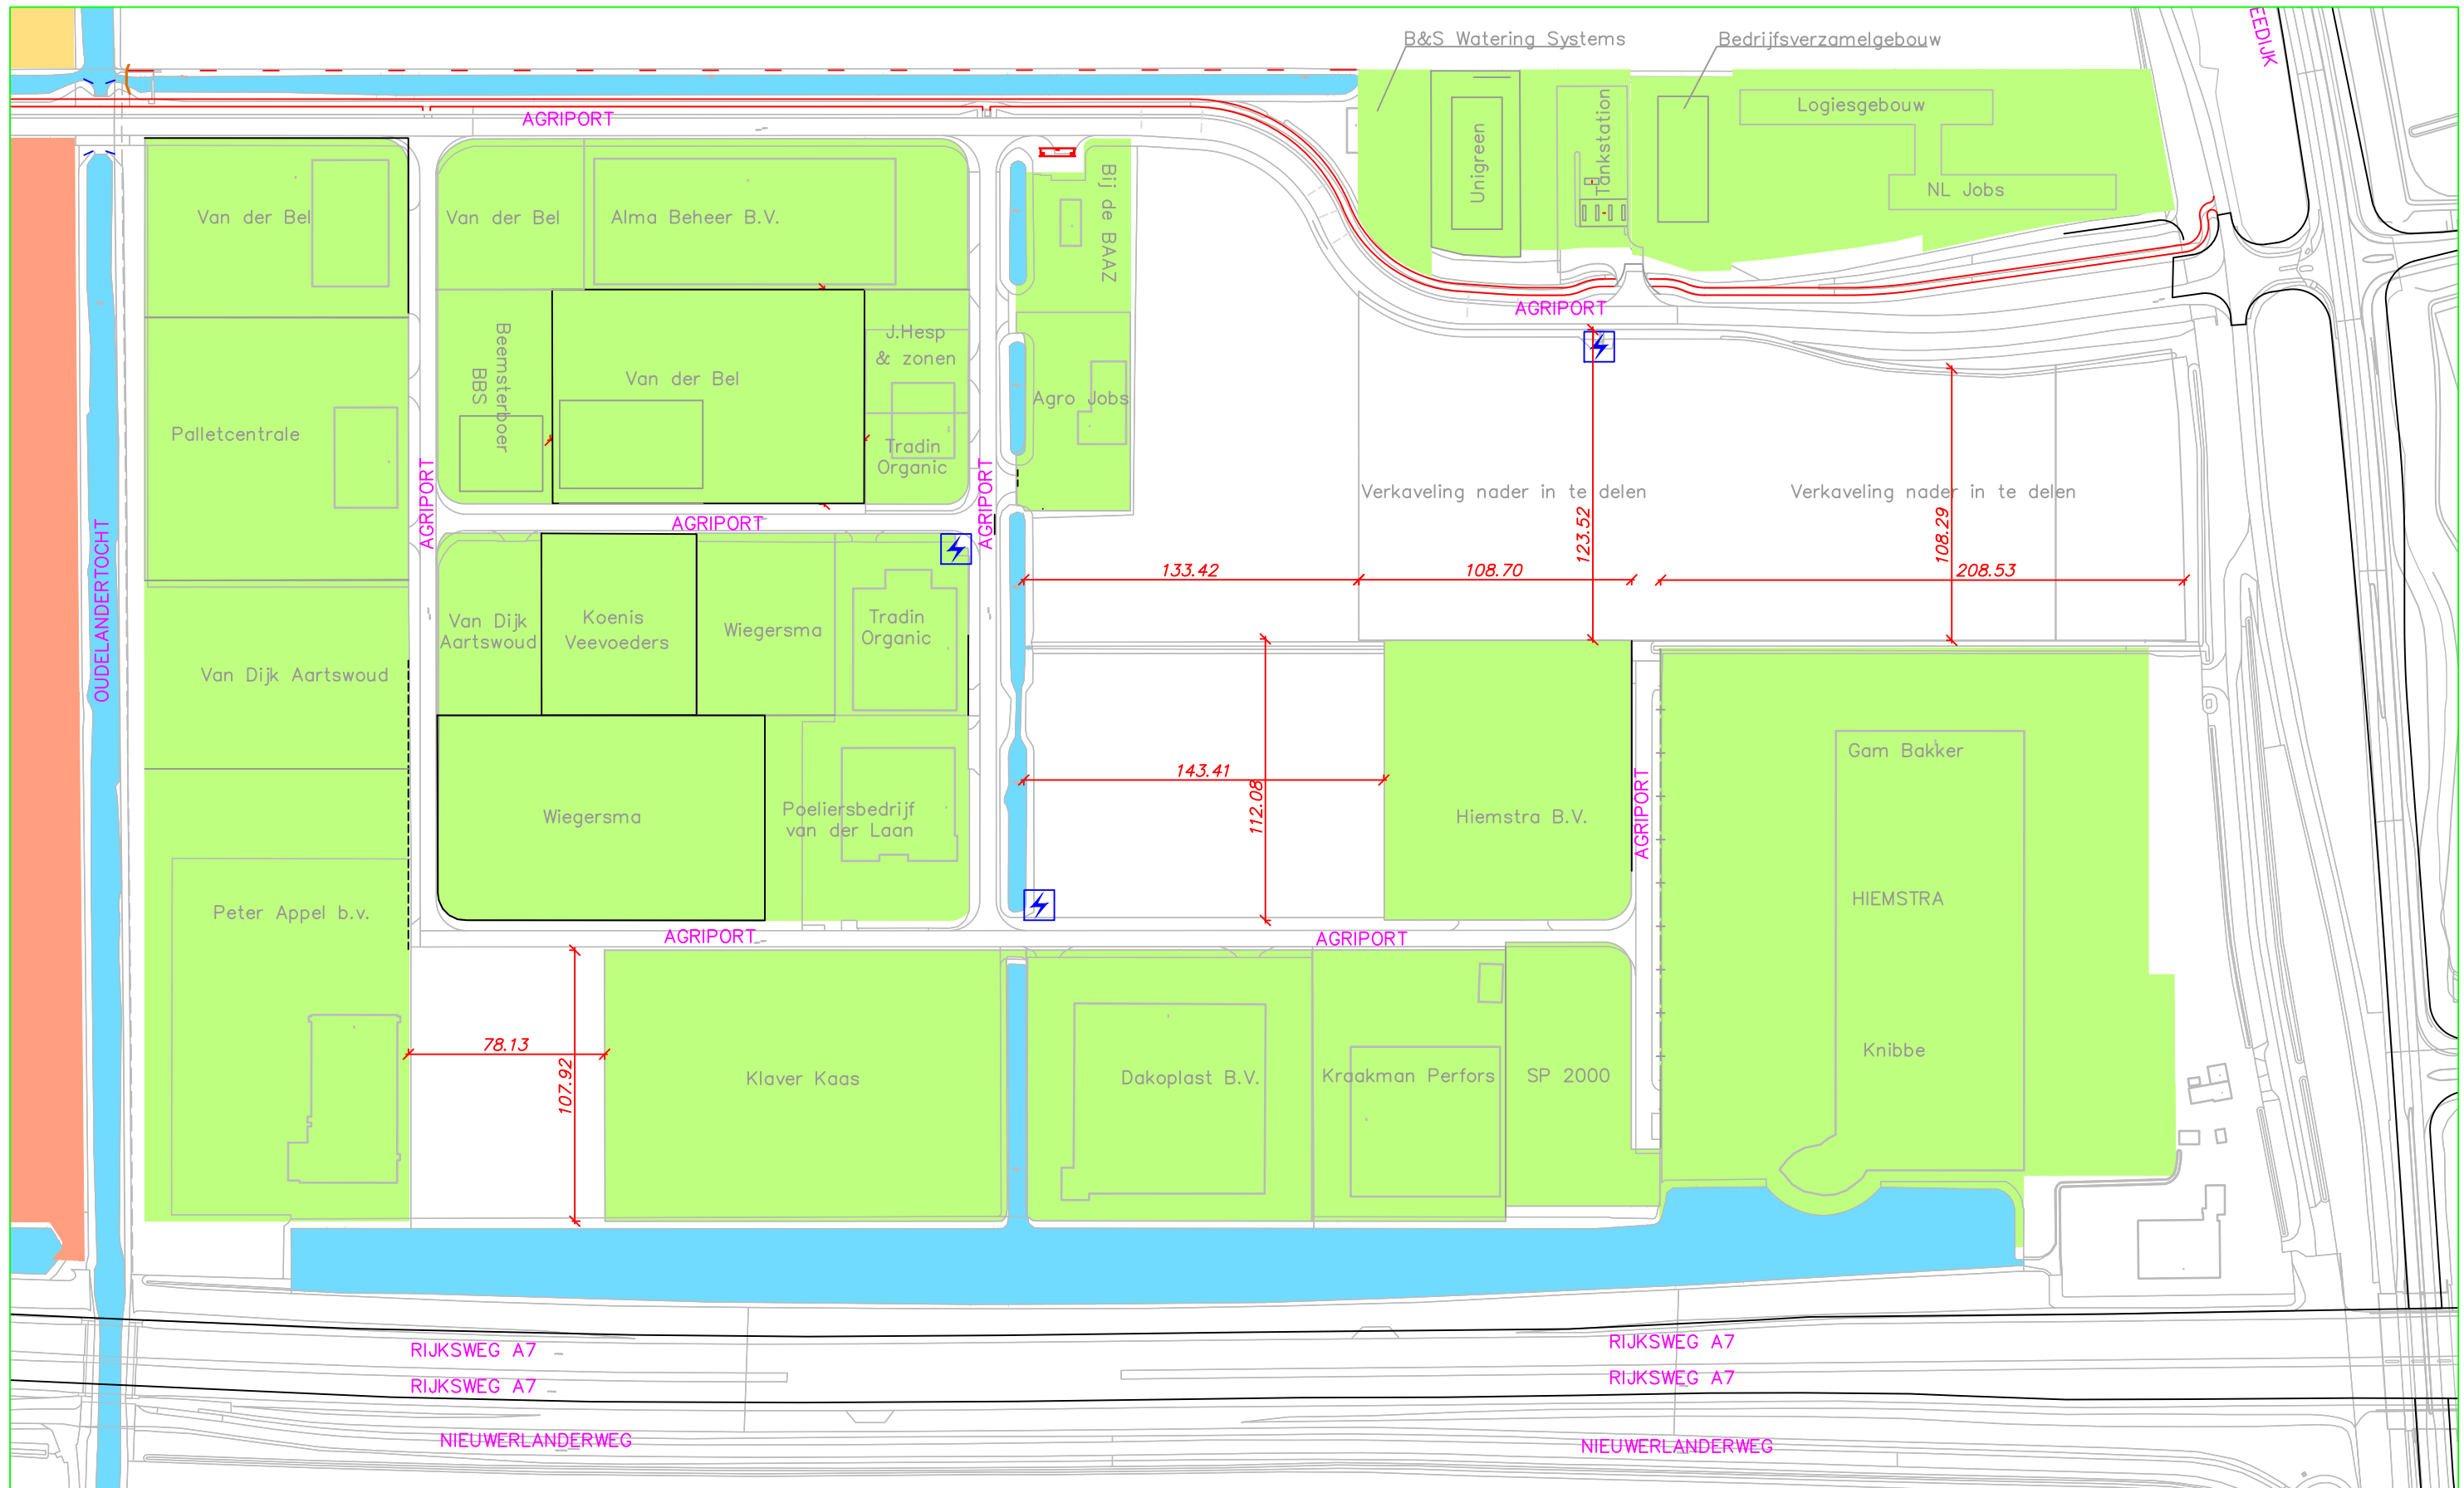 B&S Watering Systems
Bedrijfsverzamelgebouw
EEDIJK
AGRIPORT
Logiesgebouw
Unigreen
Tankstation
NL Jobs
Van der Bel
Van der Bel
Alma Beheer B.V.
Bij de BAAZ
AGRIPORT
Beemsterboer
BBS
Van der Bel
J.Hesp
& zonen
Agro Jobs
Palletcentrale
Tradin
Organic
AGRIPORT
AGRIPORT
Verkaveling nader in te delen
Verkaveling nader in te delen
123.52
108.29
AGRIPORT
OUDELANDERTOCHT
133.42
108.70
208.53
Van Dijk
Aartswoud
Koenis
Veevoeders
Wiegersma
Tradin
Organic
Van Dijk Aartswoud
Gam Bakker
143.41
112.08
AGRIPORT
Wiegersma
Poeliersbedrijf
van der Laan
Hiemstra B.V.
HIEMSTRA
Peter Appel b.v.
AGRIPORT
AGRIPORT
78.13
107.92
Klaver Kaas
Dakoplast B.V.
Kraakman Perfors
SP 2000
Knibbe
RIJKSWEG A7
RIJKSWEG A7
RIJKSWEG A7
RIJKSWEG A7
NIEUWERLANDERWEG
NIEUWERLANDERWEG